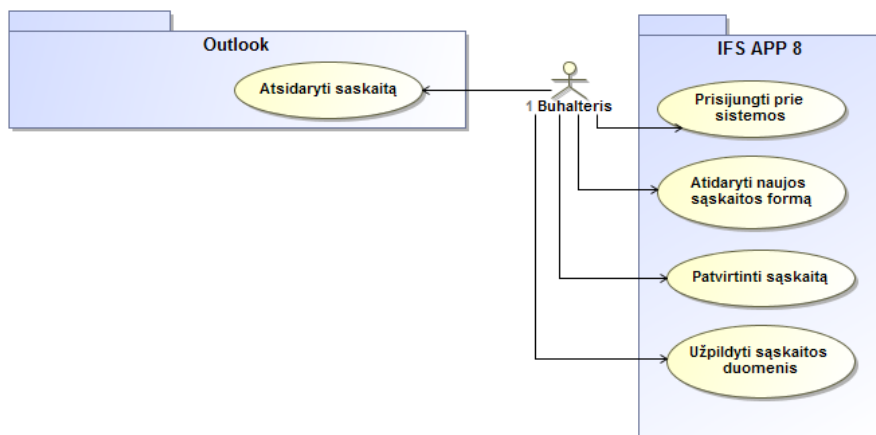 Outlook
Atsidaryti saskaitą
1 Buhalteris
IFS APP 8
Prisijungti prie
sistemos
Atidaryti naujos
sąskaitos formą
Patvirtinti sąskaitą
Užpildyti sąskaitos
duomenis